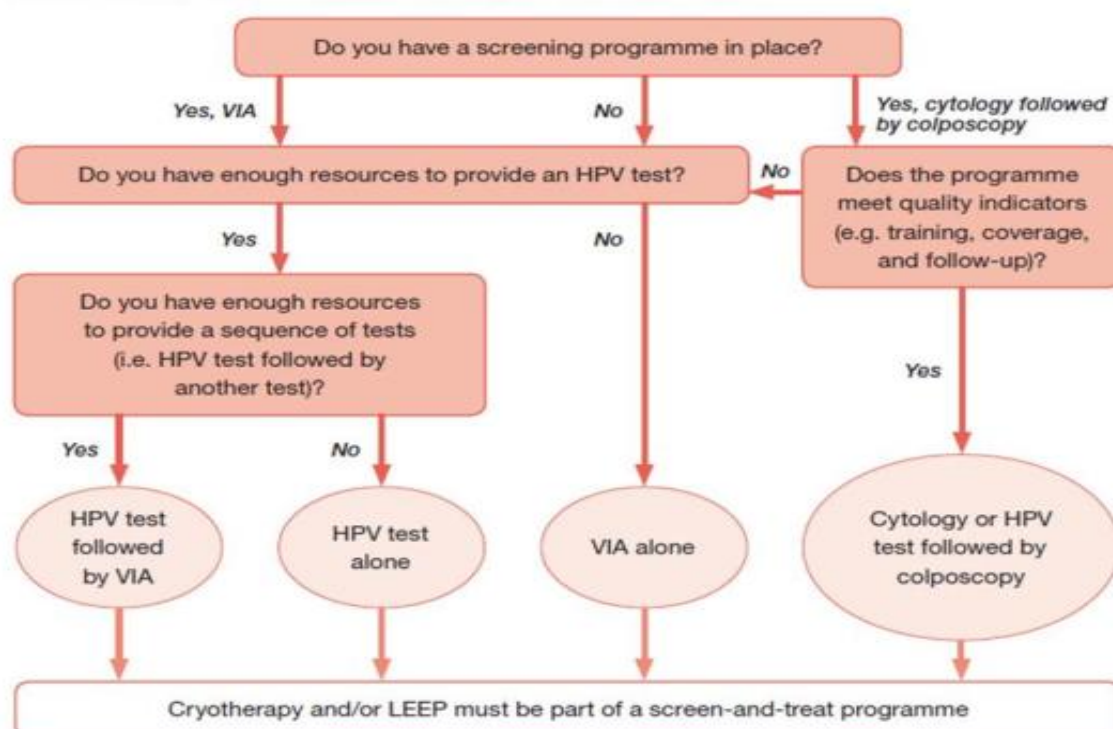 Do you have a screening programme in place?
Yes, VIA
No
Yes, cytology followed
by colposcopy
Do you have enough resources to provide an HPV test?
No
Does the programme
meet quality indicators
(e.g. training, coverage,
and follow-up)?
Yes
No
Do you have enough resources
to provide a sequence of tests
(i.e. HPV test followed by
another test)?
Yes
Yes
No
HPV test
followed
by VIA
HPV test
alone
VIA alone
Cytology or HPV
test followed by
colposcopy
Cryotherapy and/or LEEP must be part of a screen-and-treat programme